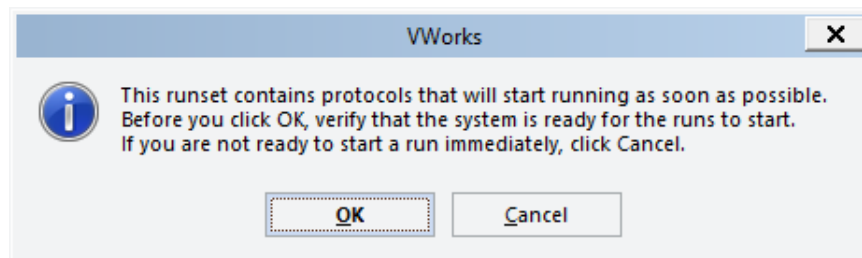 VWorks
This runset contains protocols that will start running as soon as possible.
Before you click OK, verify that the system is ready for the runs to start.
If you are not ready to start a run immediately, click Cancel.
OK
Cancel